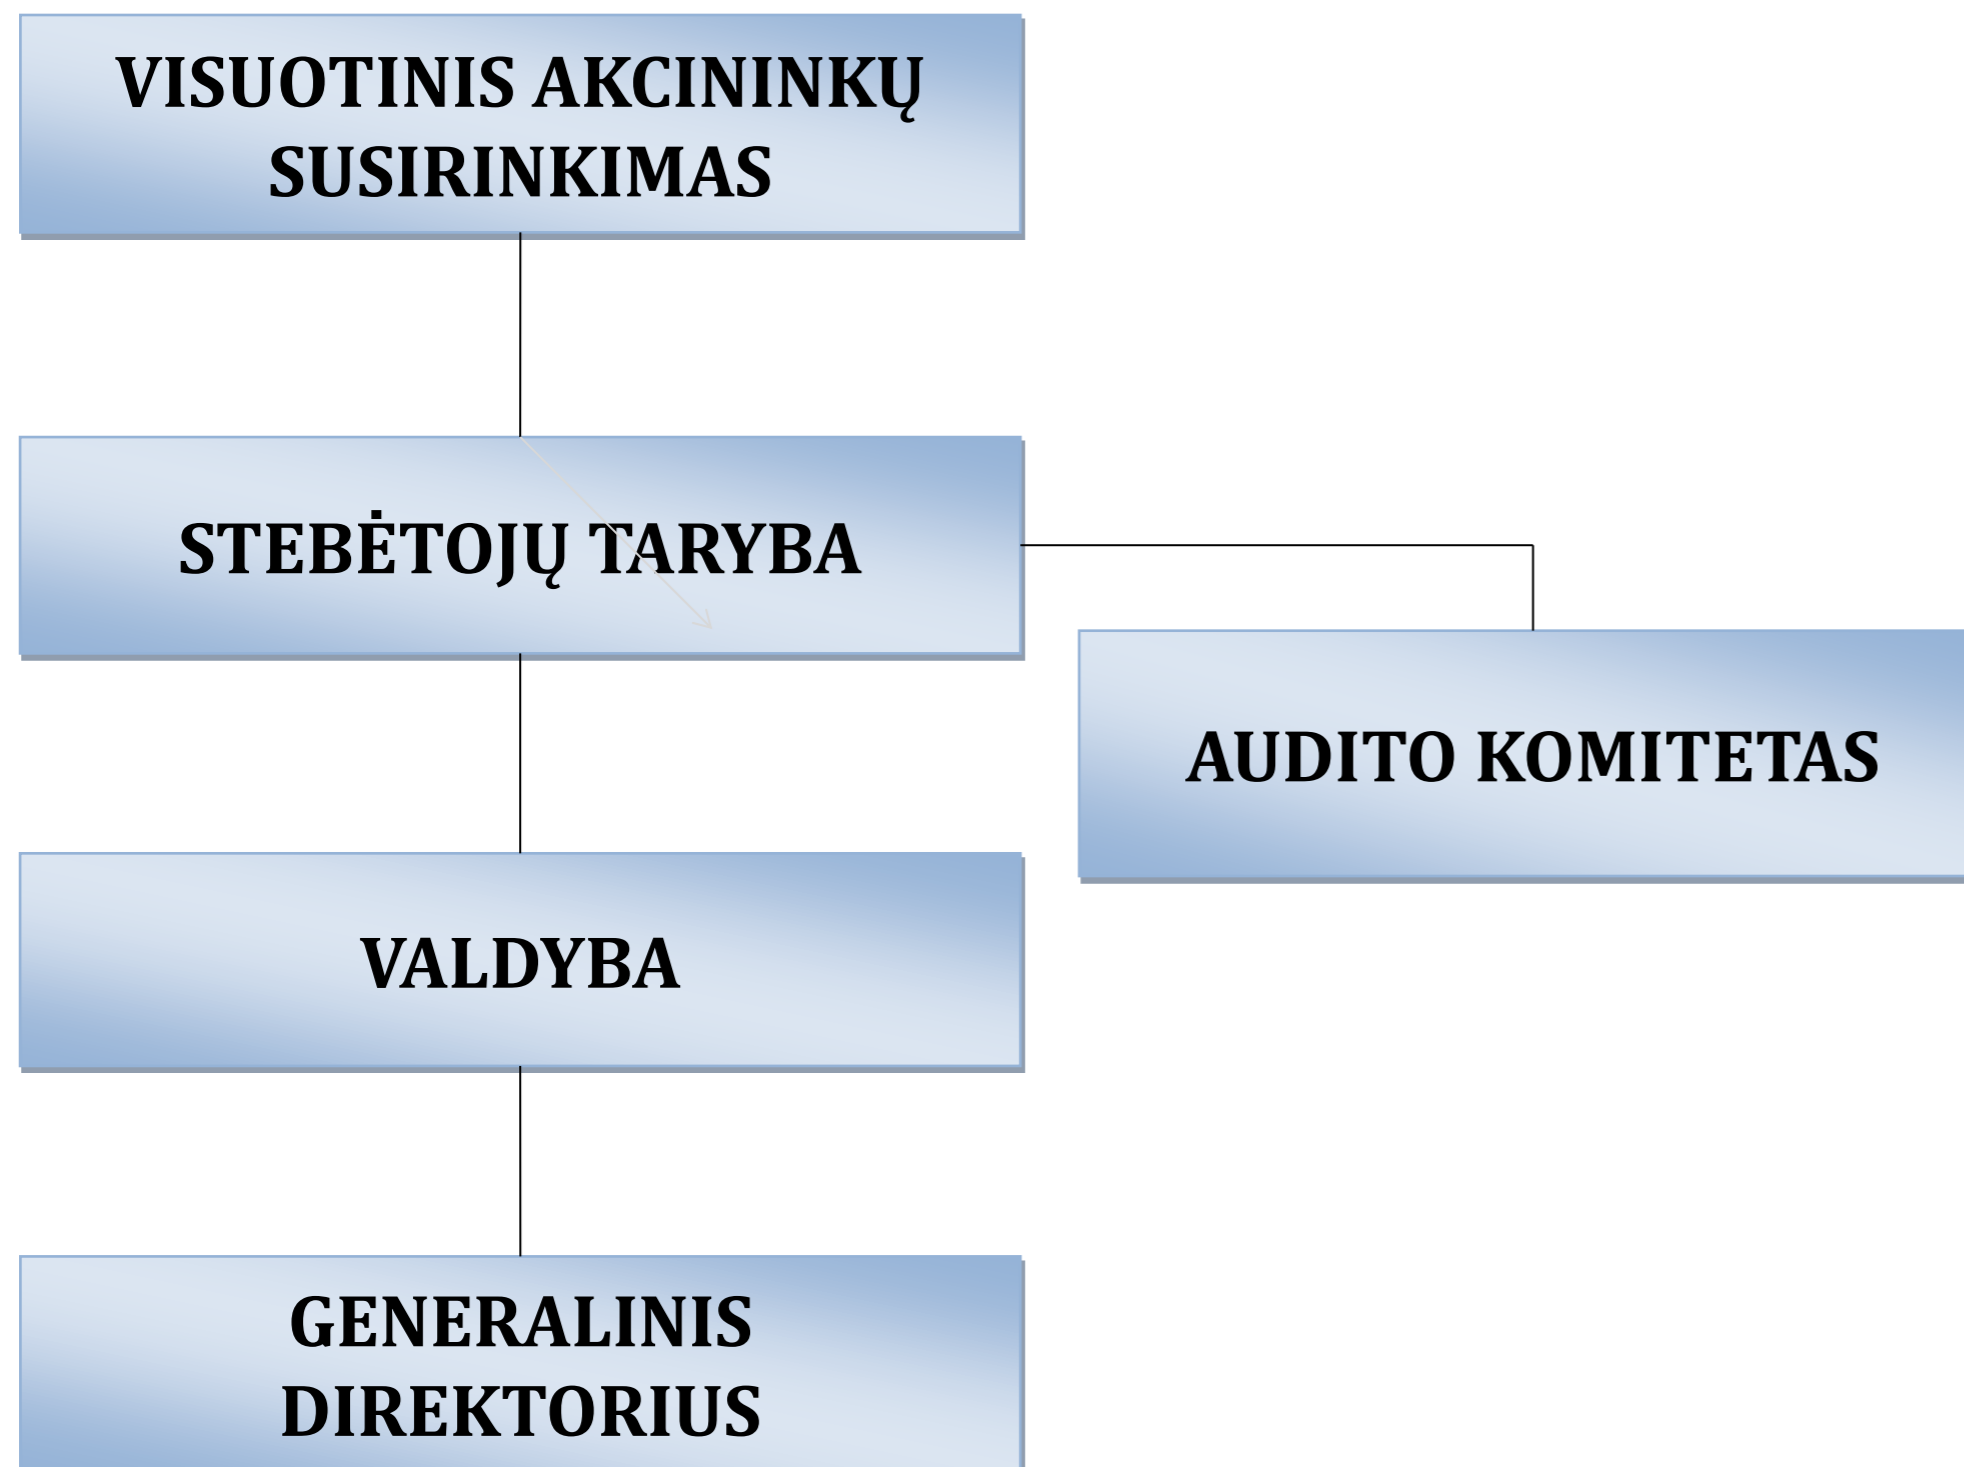 VISUOTINIS AKCININKŲ
SUSIRINKIMAS
STEBĖTOJŲ TARYBA
AUDITO KOMITETAS
VALDYBA
GENERALINIS
DIREKTORIUS